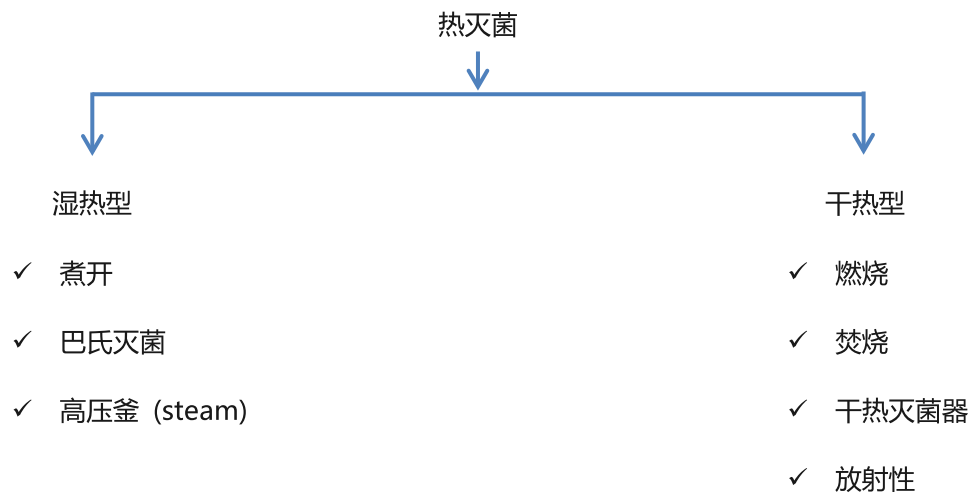 热灭菌
湿热型
✓ 煮开
✓ 巴氏灭菌
✓ 高压釜 (steam)
干热型
✓ 燃烧
✓ 焚烧
✓ 干热灭菌器
✓ 放射性